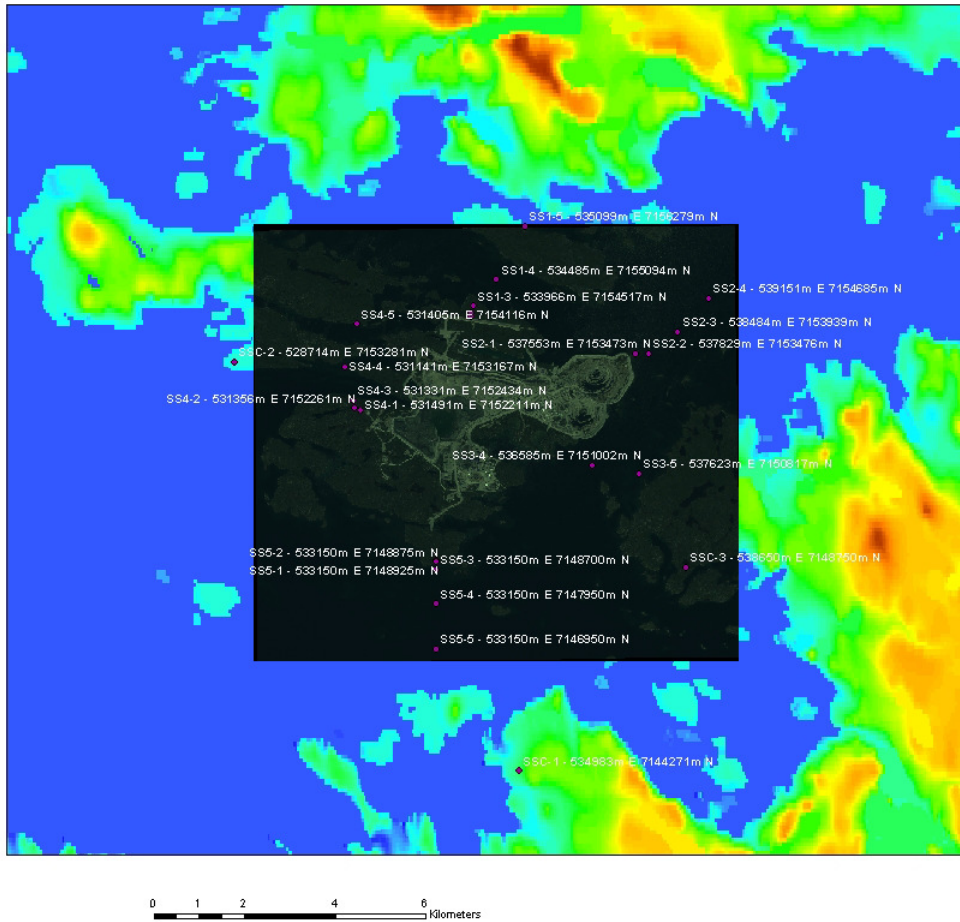 SS1-5 - 535099m E 7156279m N
SS1-4 - 534485m E 7155094m N
SS2-4 - 539151m E 7154685m N
SS1-3 - 533966m E 7154517m N
SS4-5 - 531405m E 7154116m N
SS2-3 - 538484m E 7153939m N
SS2-1 - 537553m E 7153473m N
SS2-2 - 537829m E 7153476m N
SSC-2 - 528714m E 7153281m N
SS4-4 - 531141m E 7153167m N
SS4-3 - 531331m E 7152434m N
SS4-2 - 531356m E 7152261m N
SS4-1 - 531491m E 7152211m N
SS3-4 - 536585m E 7151002m N
SS3-5 - 537623m E 7150817m N
SS5-2 - 533150m E 7148875m N
SS5-3 - 533150m E 7148700m N
SSC-3 - 538650m E 7148750m N
SS5-1 - 533150m E 7148925m N
SS5-4 - 533150m E 7147950m N
SS5-5 - 533150m E 7146950m N
SSC-1 - 534983m E 7144271m N
0 1 2 4 6
Kilometers